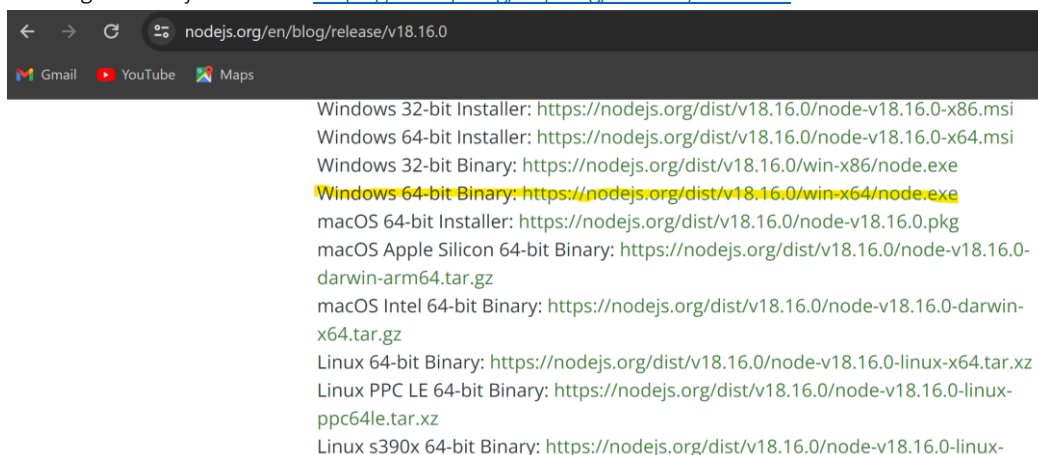 nodejs.org/en/blog/release/v18.16.0
Gmail YouTube Maps
Windows 32-bit Installer: https://nodejs.org/dist/v18.16.0/node-v18.16.0-x86.msi
Windows 64-bit Installer: https://nodejs.org/dist/v18.16.0/node-v18.16.0-x64.msi
Windows 32-bit Binary: https://nodejs.org/dist/v18.16.0/win-x86/node.exe
Windows 64-bit Binary: https://nodejs.org/dist/v18.16.0/win-x64/node.exe
macOS 64-bit Installer: https://nodejs.org/dist/v18.16.0/node-v18.16.0.pkg
macOS Apple Silicon 64-bit Binary: https://nodejs.org/dist/v18.16.0/node-v18.16.0-
darwin-arm64.tar.gz
macOS Intel 64-bit Binary: https://nodejs.org/dist/v18.16.0/node-v18.16.0-darwin-
x64.tar.gz
Linux 64-bit Binary: https://nodejs.org/dist/v18.16.0/node-v18.16.0-linux-x64.tar.xz
Linux PPC LE 64-bit Binary: https://nodejs.org/dist/v18.16.0/node-v18.16.0-linux-
ppc64le.tar.xz
Linux s390x 64-bit Binary: https://nodejs.org/dist/v18.16.0/node-v18.16.0-linux-